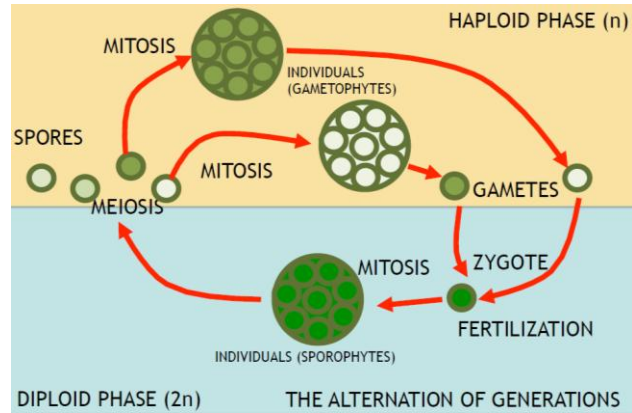 HAPLOID PHASE (n)
MITOSIS
INDIVIDUALS
(GAMETOPHYTES)
SPORES
MITOSIS
GAMETES
MEIOSIS
MITOSIS
ZYGOTE
FERTILIZATION
INDIVIDUALS (SPOROPHYTES)
DIPLOID PHASE (2n)
THE ALTERNATION OF GENERATIONS